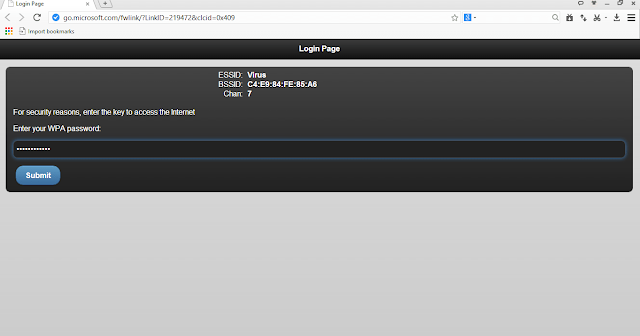 Login Page
go.microsoft.com/fwlink/?LinkID=219472&clcid=0x409
Import bookmarks
Login Page
ESSID: Virus
BSSID: C4:E9:84:FE:85:A6
Chan: 7
For security reasons, enter the key to access the Internet
Enter your WPA password:
••••••••••••
Submit